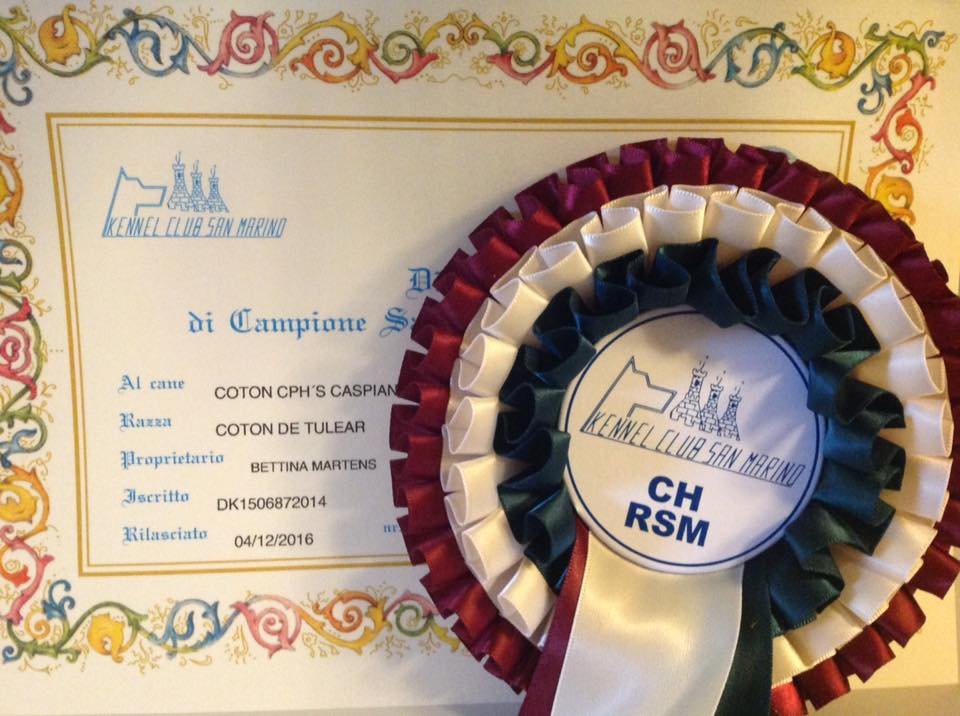 KENNEL CLUB SAN MARINO
di Campione
Al cane COTON CPH´S CASPIAN
Razza COTON DE TULEAR
Proprietario BETTINA MARTENS
Iscritto DK1506872014
Rilasciato 04/12/2016 nr
KENNEL CLUB SAN MARINO
CH
RSM